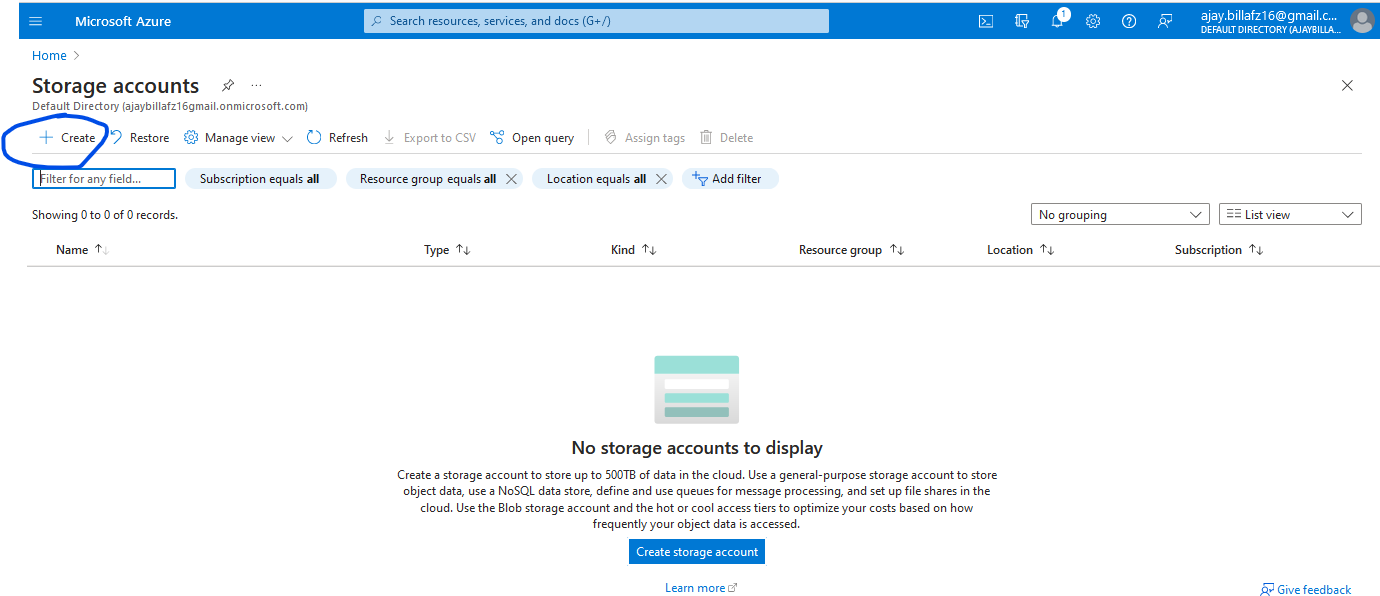 Microsoft Azure
Search resources, services, and docs (G+/)
1
ajay.billafz16@gmail.c...
DEFAULT DIRECTORY (AJAYBILLA...
Home
Storage accounts
...
Default Directory (ajaybillafz16gmail.onmicrosoft.com)
Create Restore Manage view Refresh Export to CSV Open query Assign tags Delete
Filter for any field... Subscription equals all Resource group equals all Location equals all Add filter
Showing 0 to 0 of 0 records. No grouping List view
Name Type Kind Resource group Location Subscription
No storage accounts to display
Create a storage account to store up to 500TB of data in the cloud. Use a general-purpose storage account to store
object data, use a NoSQL data store, define and use queues for message processing, and set up file shares in the
cloud. Use the Blob storage account and the hot or cool access tiers to optimize your costs based on how
frequently your object data is accessed.
Create storage account
Learn more
Give feedback